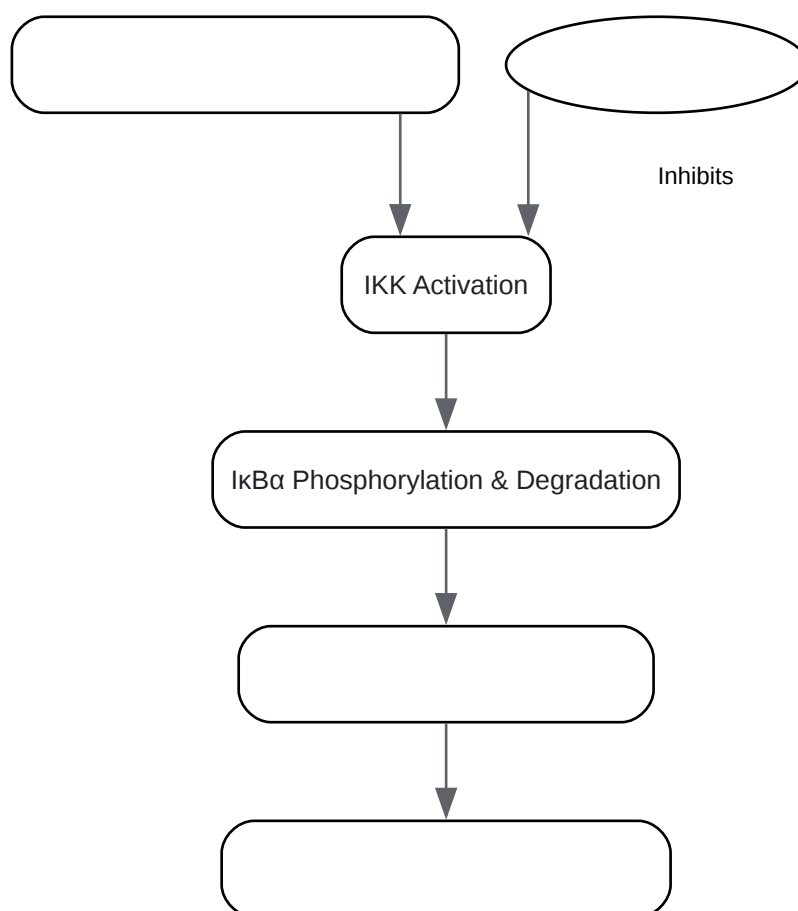 Inhibits
IKK Activation
IκBα Phosphorylation & Degradation